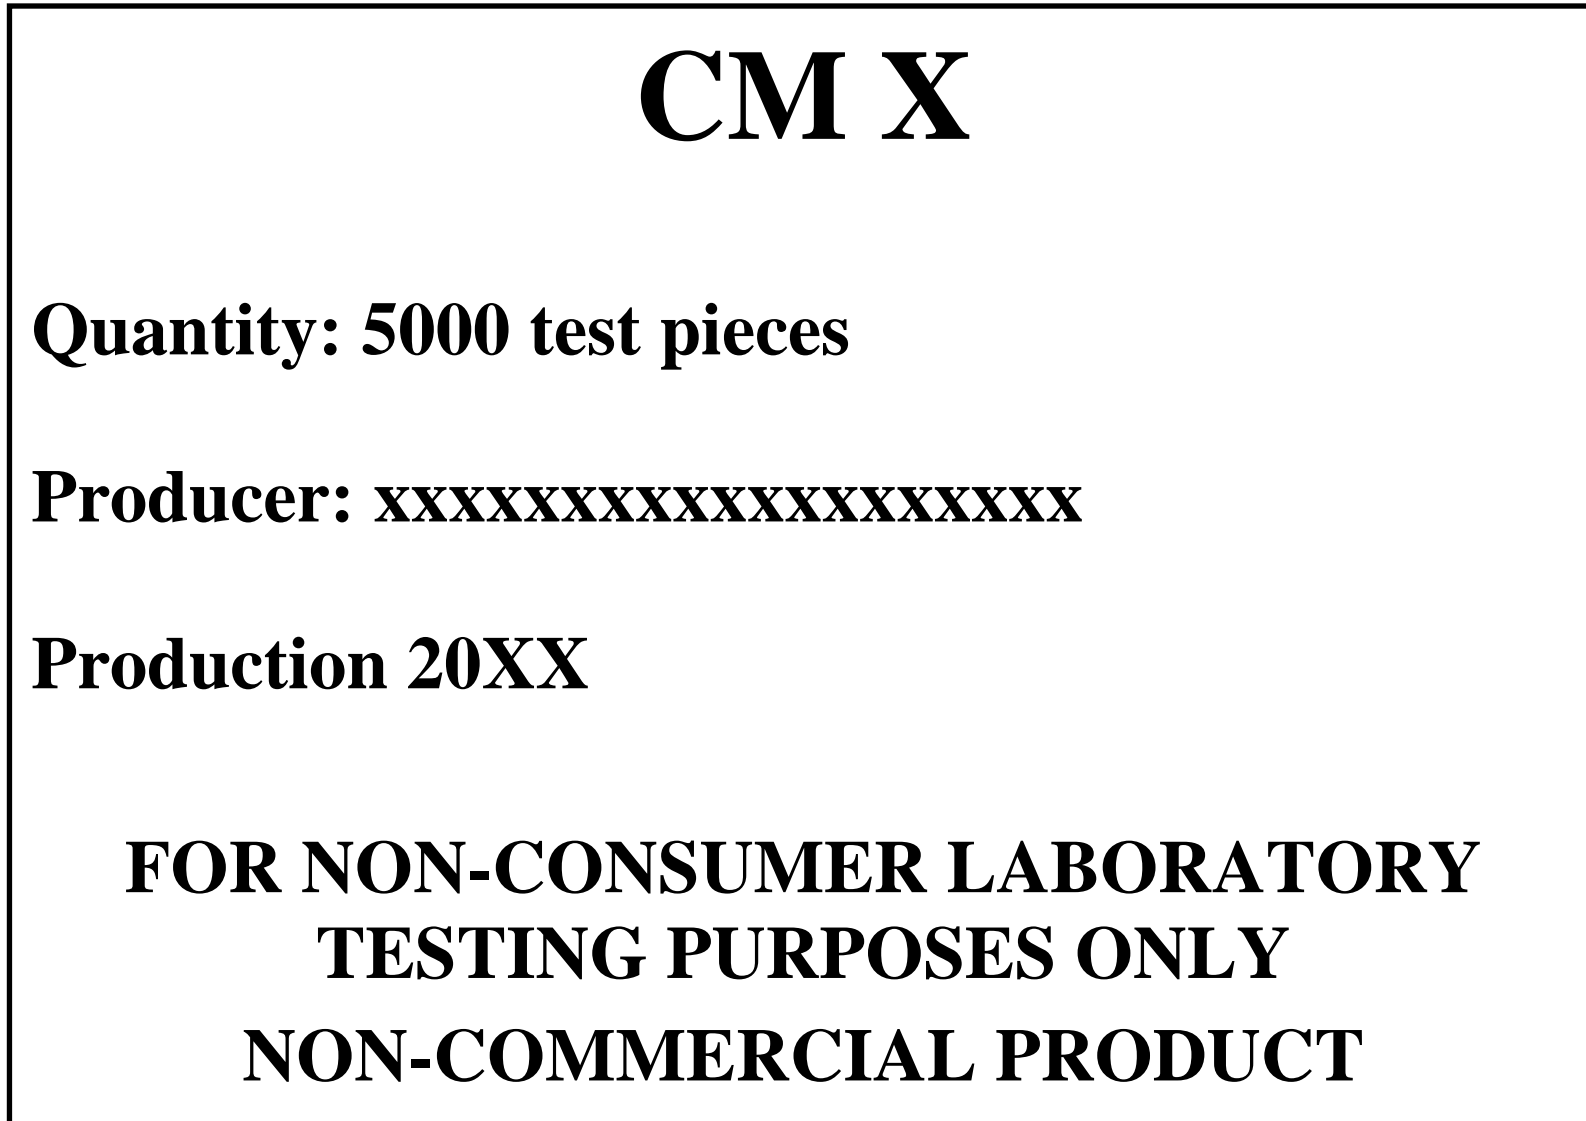 CM X
Quantity: 5000 test pieces
Producer: xxxxxxxxxxxxxxxxxxx
Production 20XX
FOR NON-CONSUMER LABORATORY
TESTING PURPOSES ONLY
NON-COMMERCIAL PRODUCT